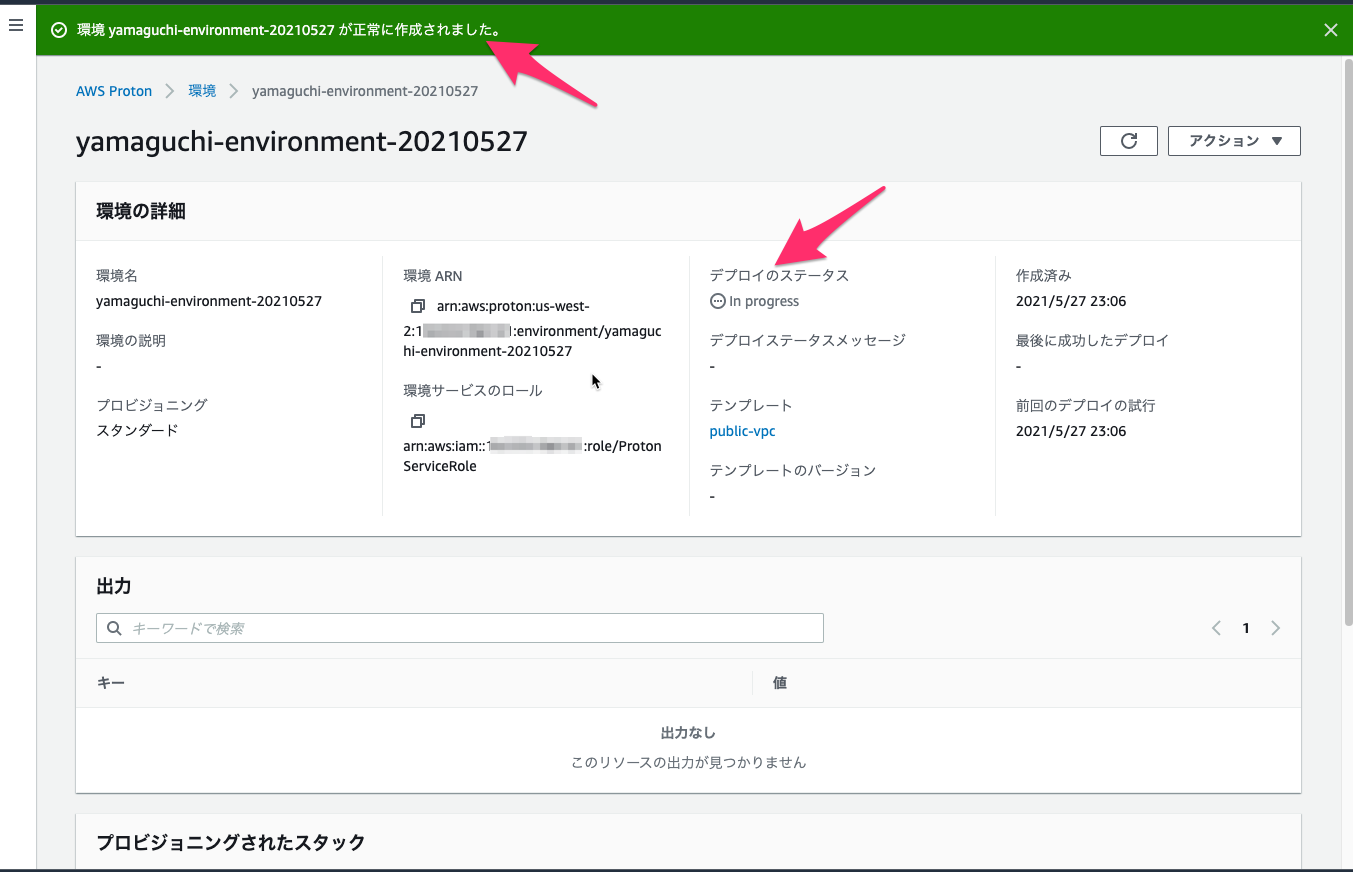 環境 yamaguchi-environment-20210527 が正常に作成されました。
AWS Proton
環境
yamaguchi-environment-20210527
yamaguchi-environment-20210527
アクション
環境の詳細
環境名
yamaguchi-environment-20210527
環境の説明
-
プロビジョニング
スタンダード
環境 ARN
arn:aws:proton:us-west-
2:1 :environment/yamaguc
hi-environment-20210527
環境サービスのロール
arn:aws:iam:: :role/Proton
ServiceRole
デプロイのステータス
In progress
デプロイステータスメッセージ
-
テンプレート
public-vpc
テンプレートのバージョン
-
作成済み
2021/5/27 23:06
最後に成功したデプロイ
-
前回のデプロイの試行
2021/5/27 23:06
出力
キーワードで検索
1
キー
値
出力なし
このリソースの出力が見つかりません
プロビジョニングされたスタック